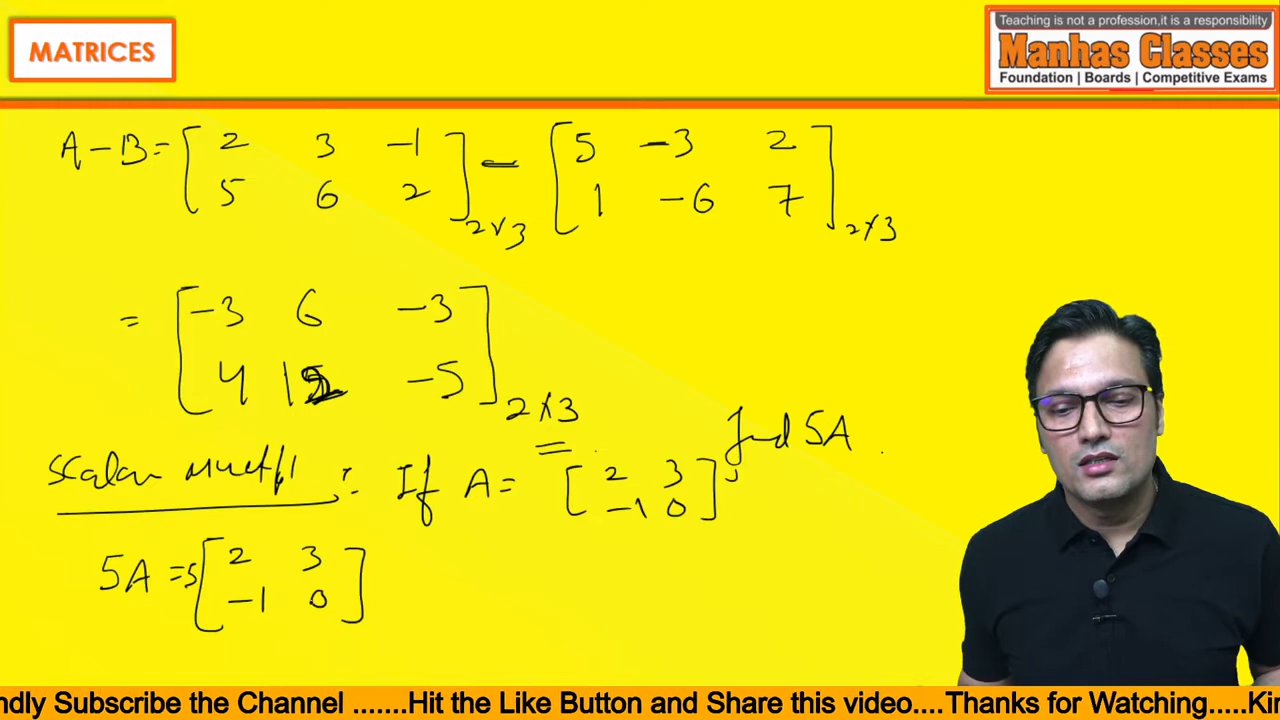 MATRICES
Teaching is not a profession,it is a responsibility
Manhas Classes
Foundation | Boards | Competitive Exams
A - B = [ 2 3 -1 ] - [ 5 -3 2 ]
5 6 2 1 -6 7
2×3 2×3
= [ -3 6 -3 ]
4 12 -5
2×3
find 5A
Scalar Multi :- If A = [ 2 3 ],
-1 0
5A = 5 [ 2 3 ]
-1 0
ndly Subscribe the Channel .......Hit the Like Button and Share this video....Thanks for Watching.....Kin